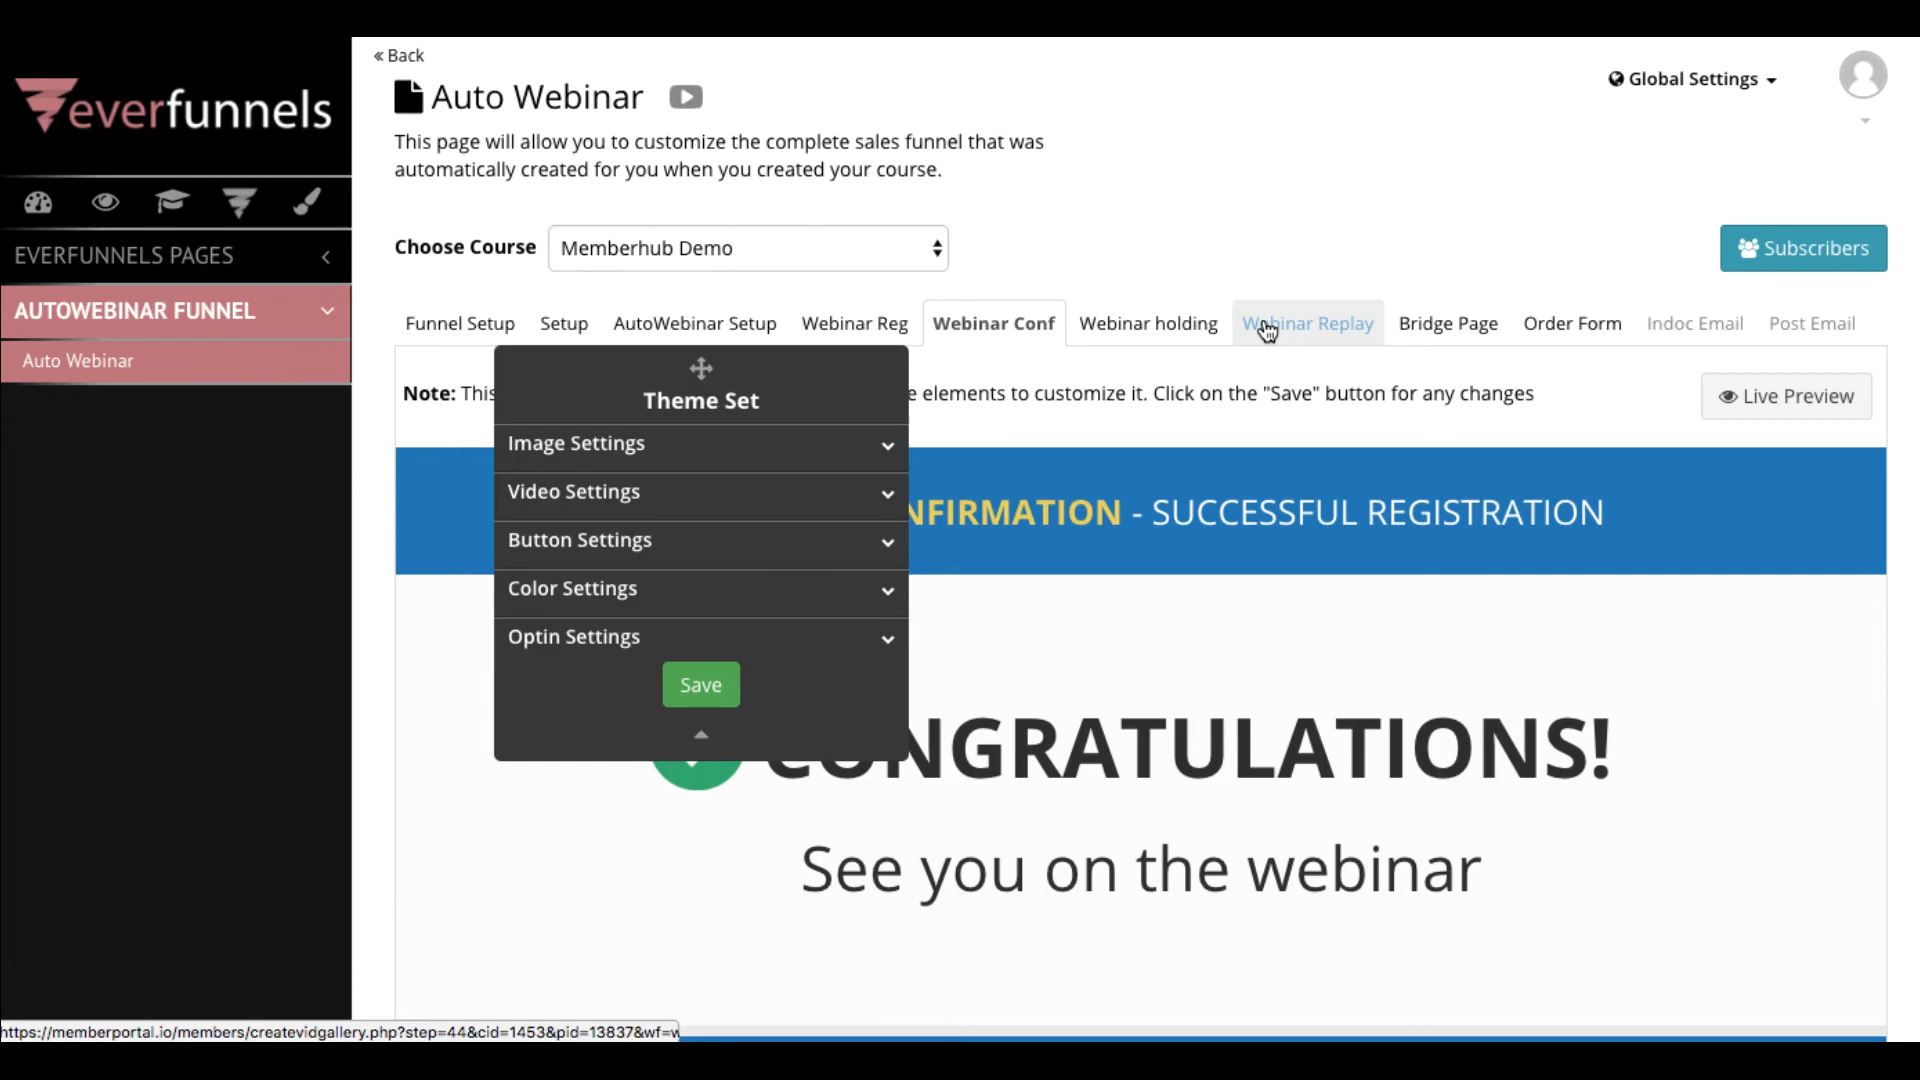 « Back
everfunnels
Global Settings
Auto Webinar
This page will allow you to customize the complete sales funnel that was
automatically created for you when you created your course.
EVERFUNNELS PAGES
Choose Course
Memberhub Demo
Subscribers
AUTOWEBINAR FUNNEL
Auto Webinar
Funnel Setup
Setup
AutoWebinar Setup
Webinar Reg
Webinar Conf
Webinar holding
Webinar Replay
Bridge Page
Order Form
Indoc Email
Post Email
Note: This
e elements to customize it. Click on the "Save" button for any changes
Live Preview
Theme Set
Image Settings
Video Settings
Button Settings
Color Settings
Optin Settings
Save
NFIRMATION - SUCCESSFUL REGISTRATION
CONGRATULATIONS!
See you on the webinar
https://memberportal.io/members/createvidgallery.php?step=44&cid=1453&pid=13837&wf=w